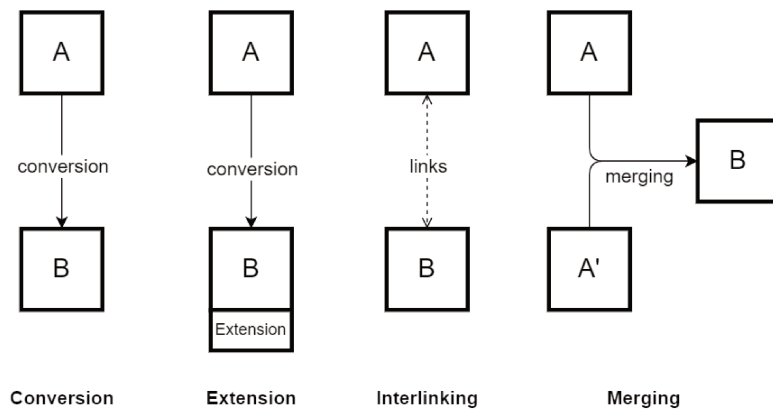 A
conversion
B
Conversion
A
conversion
B
Extension
Extension
A
links
B
Interlinking
A
merging
B
A'
Merging